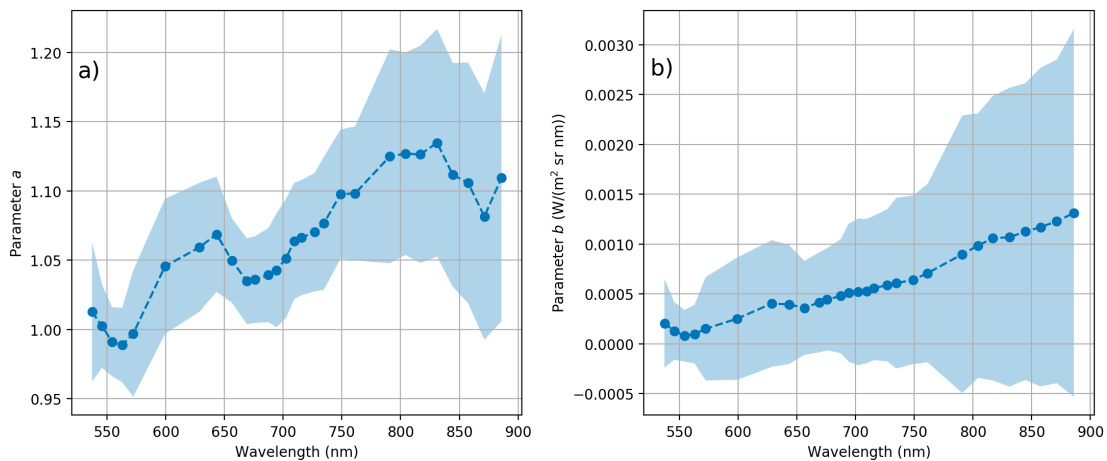 a)
1.20
1.15
1.10
1.05
1.00
0.95
Parameter a
550 600 650 700 750 800 850 900
Wavelength (nm)
b)
0.0030
0.0025
0.0020
0.0015
0.0010
0.0005
0.0000
−0.0005
Parameter b (W/(m² sr nm))
550 600 650 700 750 800 850 900
Wavelength (nm)